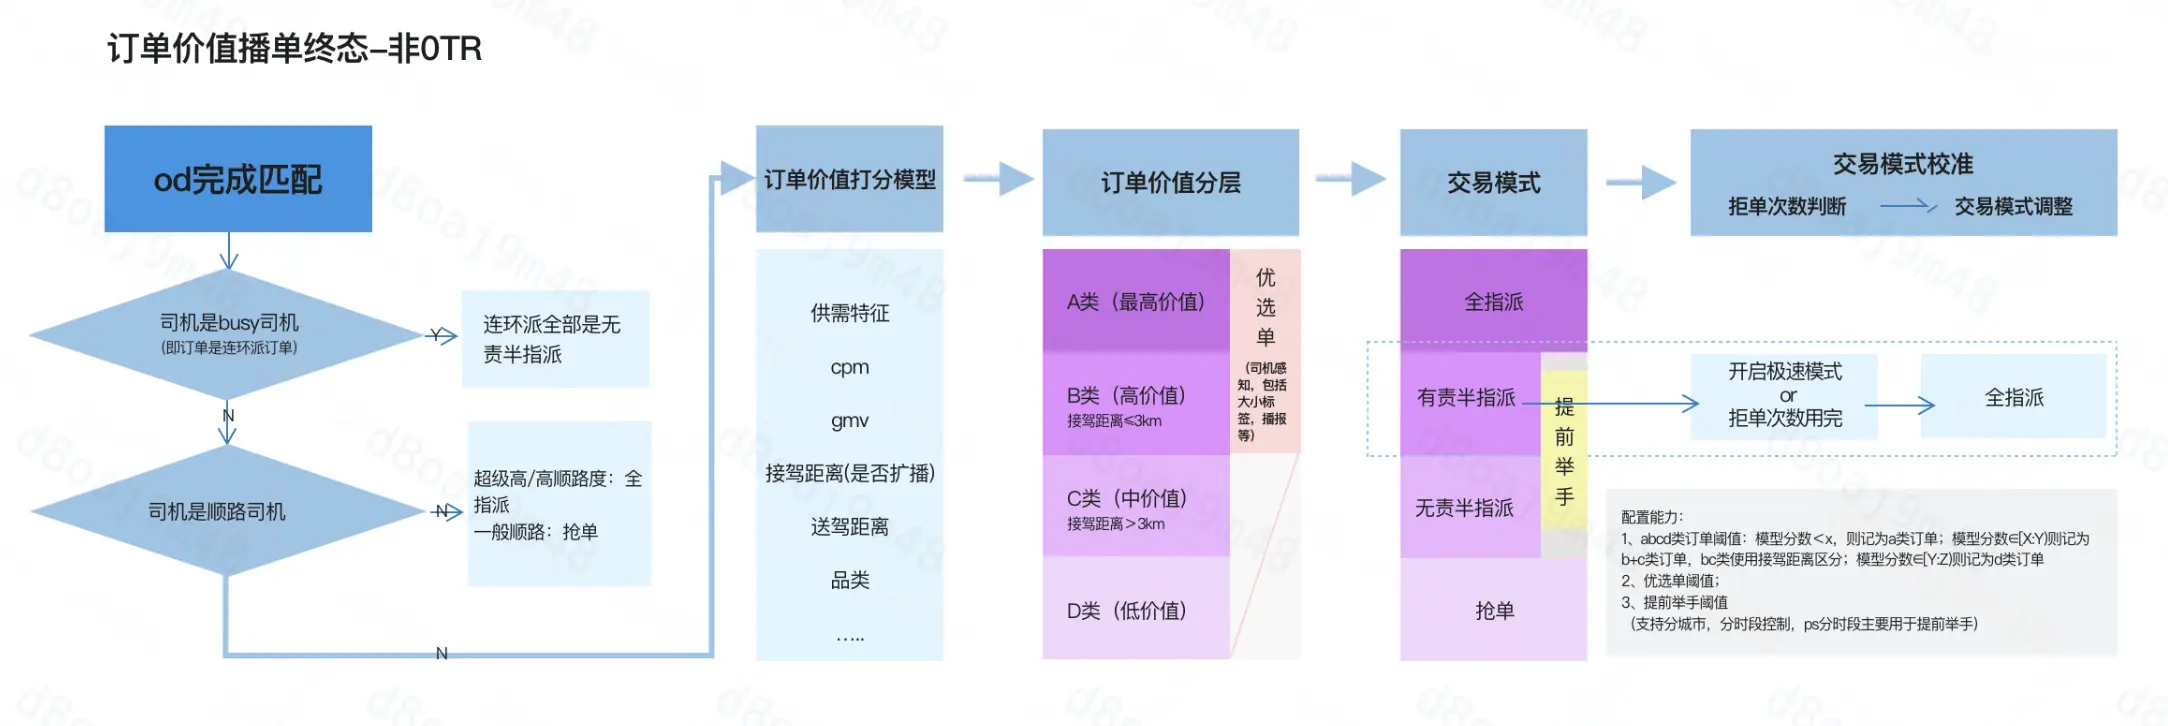 订单价值播单终态-非0TR
od完成匹配
司机是busy司机
(即订单是连环派订单)
Y
连环派全部是无
责半指派
N
司机是顺路司机
N
超级高/高顺路度：全
指派
一般顺路：抢单
N
订单价值打分模型
供需特征
cpm
gmv
接驾距离(是否扩播)
送驾距离
品类
…..
订单价值分层
A类（最高价值）
B类（高价值）
接驾距离≤3km
C类（中价值）
接驾距离＞3km
D类（低价值）
优
选
单
（司机感
知，包括
大小标
签，播报
等）
交易模式
全指派
有责半指派
无责半指派
抢单
提
前
举
手
交易模式校准
拒单次数判断
交易模式调整
开启极速模式
or
拒单次数用完
全指派
配置能力：
1、abcd类订单阈值：模型分数＜x，则记为a类订单；模型分数∈[X:Y)则记为
b+c类订单，bc类使用接驾距离区分；模型分数∈[Y:Z)则记为d类订单
2、优选单阈值；
3、提前举手阈值
（支持分城市，分时段控制，ps分时段主要用于提前举手）
d8oaj9m48